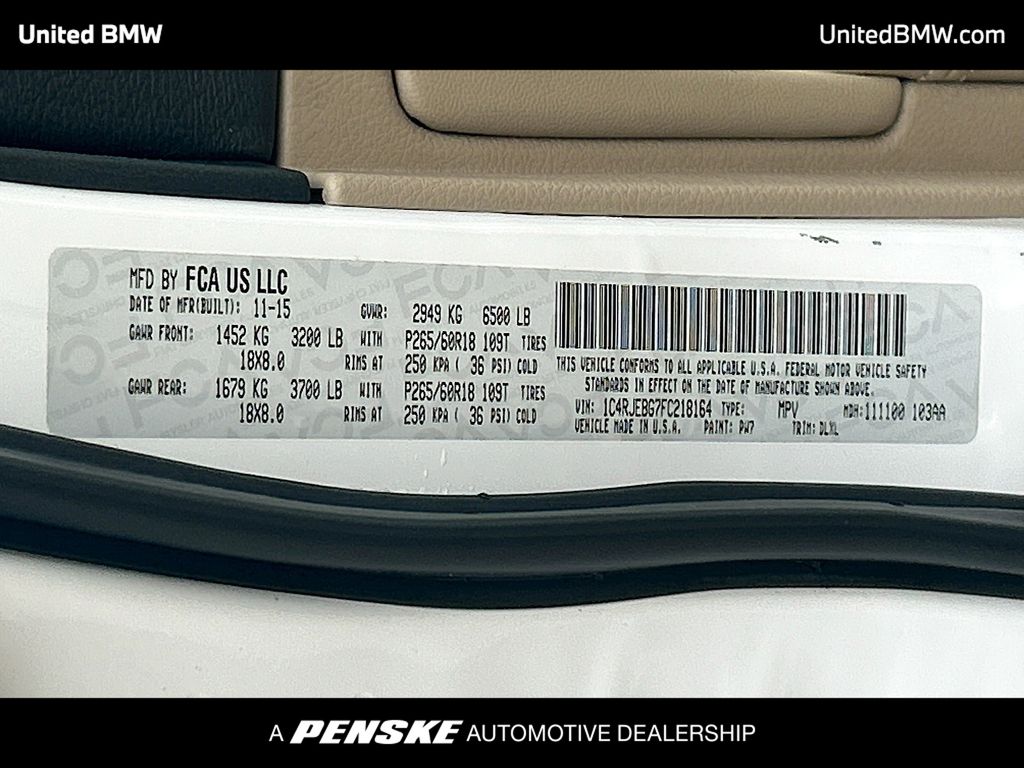 United BMW
UnitedBMW.com
MFD BY FCA US LLC
DATE OF MFR(BUILT): 11-15 GVWR: 2949 KG 6500 LB
GAWR FRONT: 1452 KG 3200 LB WITH P265/60R18 109T TIRES
18X8.0 RIMS AT 250 KPA ( 36 PSI) COLD
GAWR REAR: 1679 KG 3700 LB WITH P265/60R18 109T TIRES
18X8.0 RIMS AT 250 KPA ( 36 PSI) COLD
THIS VEHICLE CONFORMS TO ALL APPLICABLE U.S.A. FEDERAL MOTOR VEHICLE SAFETY
STANDARDS IN EFFECT ON THE DATE OF MANUFACTURE SHOWN ABOVE.
VIN: 1C4RJEBG7FC218164 TYPE: MPV MDH:111100 103AA
VEHICLE MADE IN U.S.A. PAINT: PW7 TRIM: DLXL
A PENSKE AUTOMOTIVE DEALERSHIP